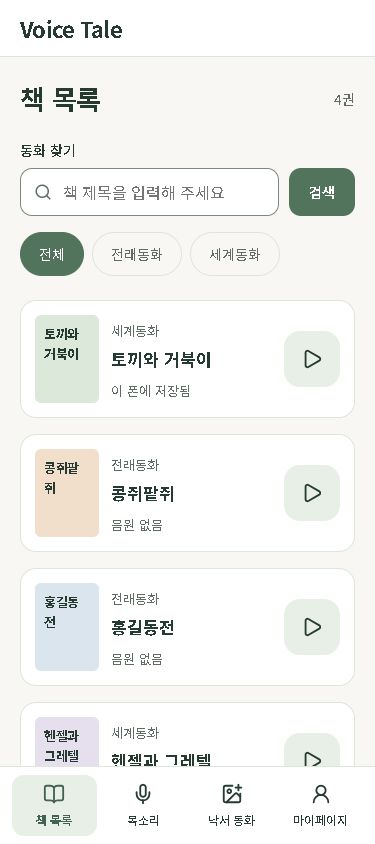 Voice Tale
책 목록
4권
동화 찾기
책 제목을 입력해 주세요
검색
전체
전래동화
세계동화
토끼와
거북이
세계동화
토끼와 거북이
이 폰에 저장됨
콩쥐팥
쥐
전래동화
콩쥐팥쥐
음원 없음
홍길동
전
전래동화
홍길동전
음원 없음
헨젤과
그레텔
세계동화
헨젤과 그레텔
책 목록
목소리
낙서 동화
마이페이지